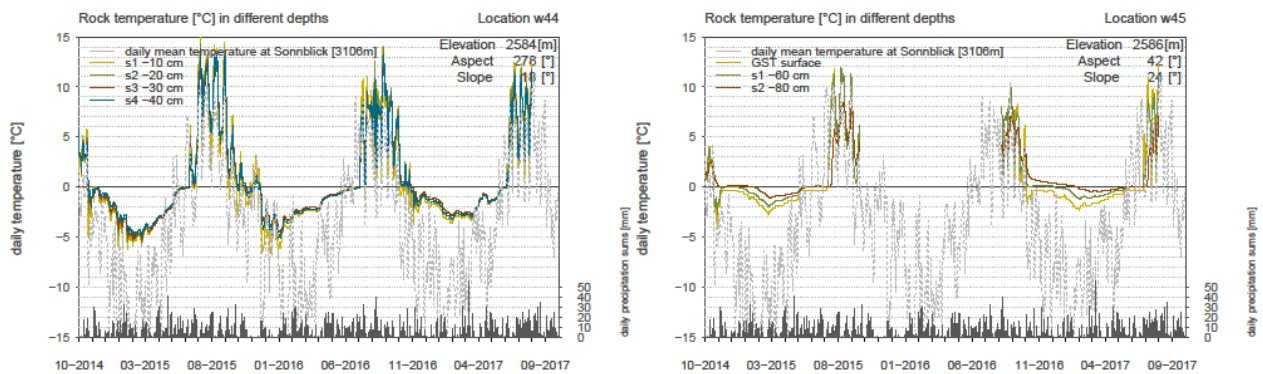 Rock temperature [°C] in different depths Location w44
15
daily mean temperature at Sonnblick [3106m]
s1 −10 cm
s2 −20 cm
s3 −30 cm
s4 −40 cm
Elevation 2584[m]
Aspect 278 [°]
Slope 18 [°]
10
5
0
−5
−10
−15
daily temperature [°C]
50
40
30
20
10
0
daily precipitation sums [mm]
10−2014 03−2015 08−2015 01−2016 06−2016 11−2016 04−2017 09−2017
Rock temperature [°C] in different depths Location w45
15
daily mean temperature at Sonnblick [3106m]
GST surface
s1 −60 cm
s2 −80 cm
Elevation 2586[m]
Aspect 42 [°]
Slope 24 [°]
10
5
0
−5
−10
−15
daily temperature [°C]
50
40
30
20
10
0
daily precipitation sums [mm]
10−2014 03−2015 08−2015 01−2016 06−2016 11−2016 04−2017 09−2017